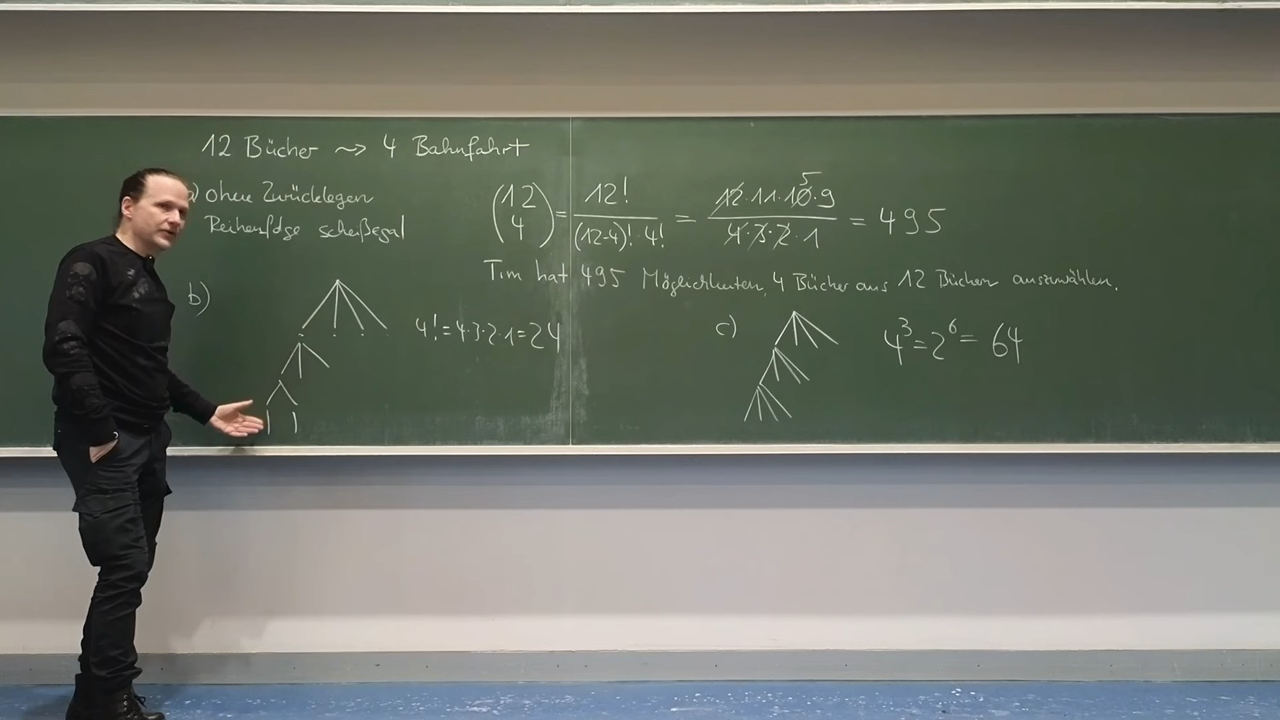 12 Bücher ⤳ 4 Bahnfahrt
a) ohne Zurücklegen
Reihenfolge scheißegal
(12 4) = 12! / (12-4)! · 4! = 12·11·10·9 / 4·3·2·1 = 495
5
Tim hat 495 Möglichkeiten, 4 Bücher aus 12 Büchern auszuwählen.
b)
4! = 4·3·2·1 = 24
c)
4³ = 2⁶ = 64